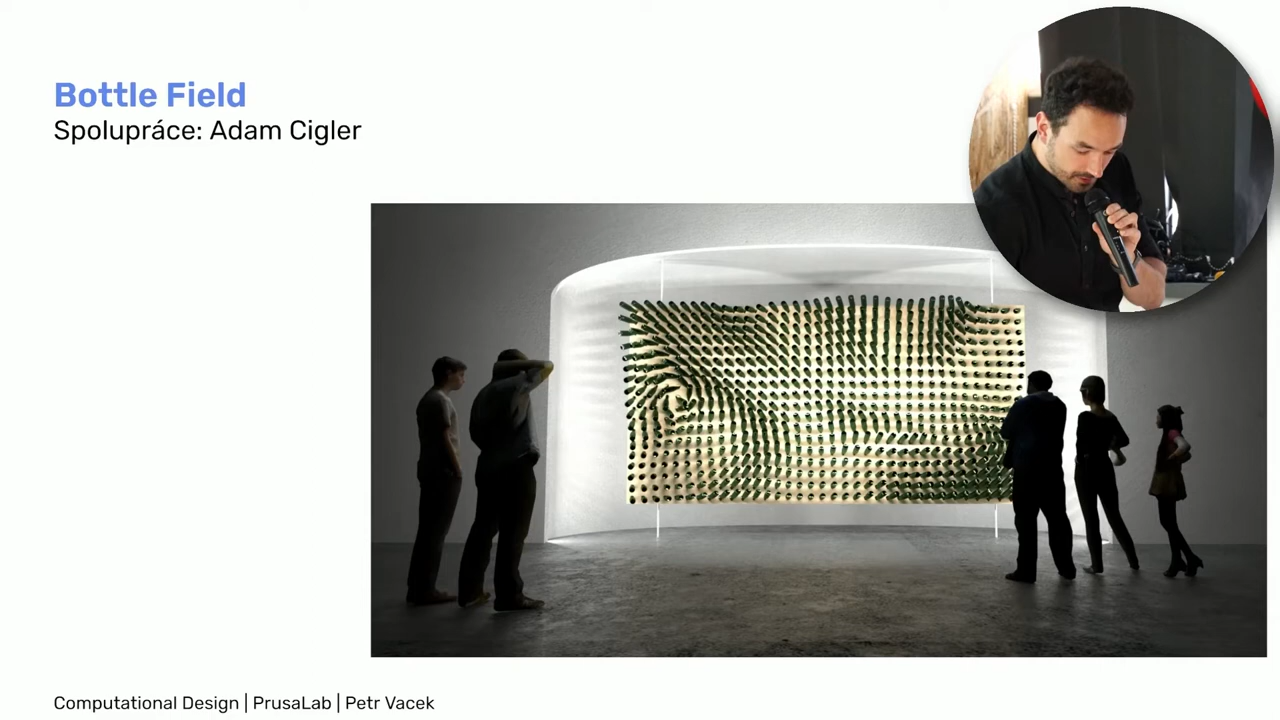 Bottle Field
Spolupráce: Adam Cigler
Computational Design | PrusaLab | Petr Vacek